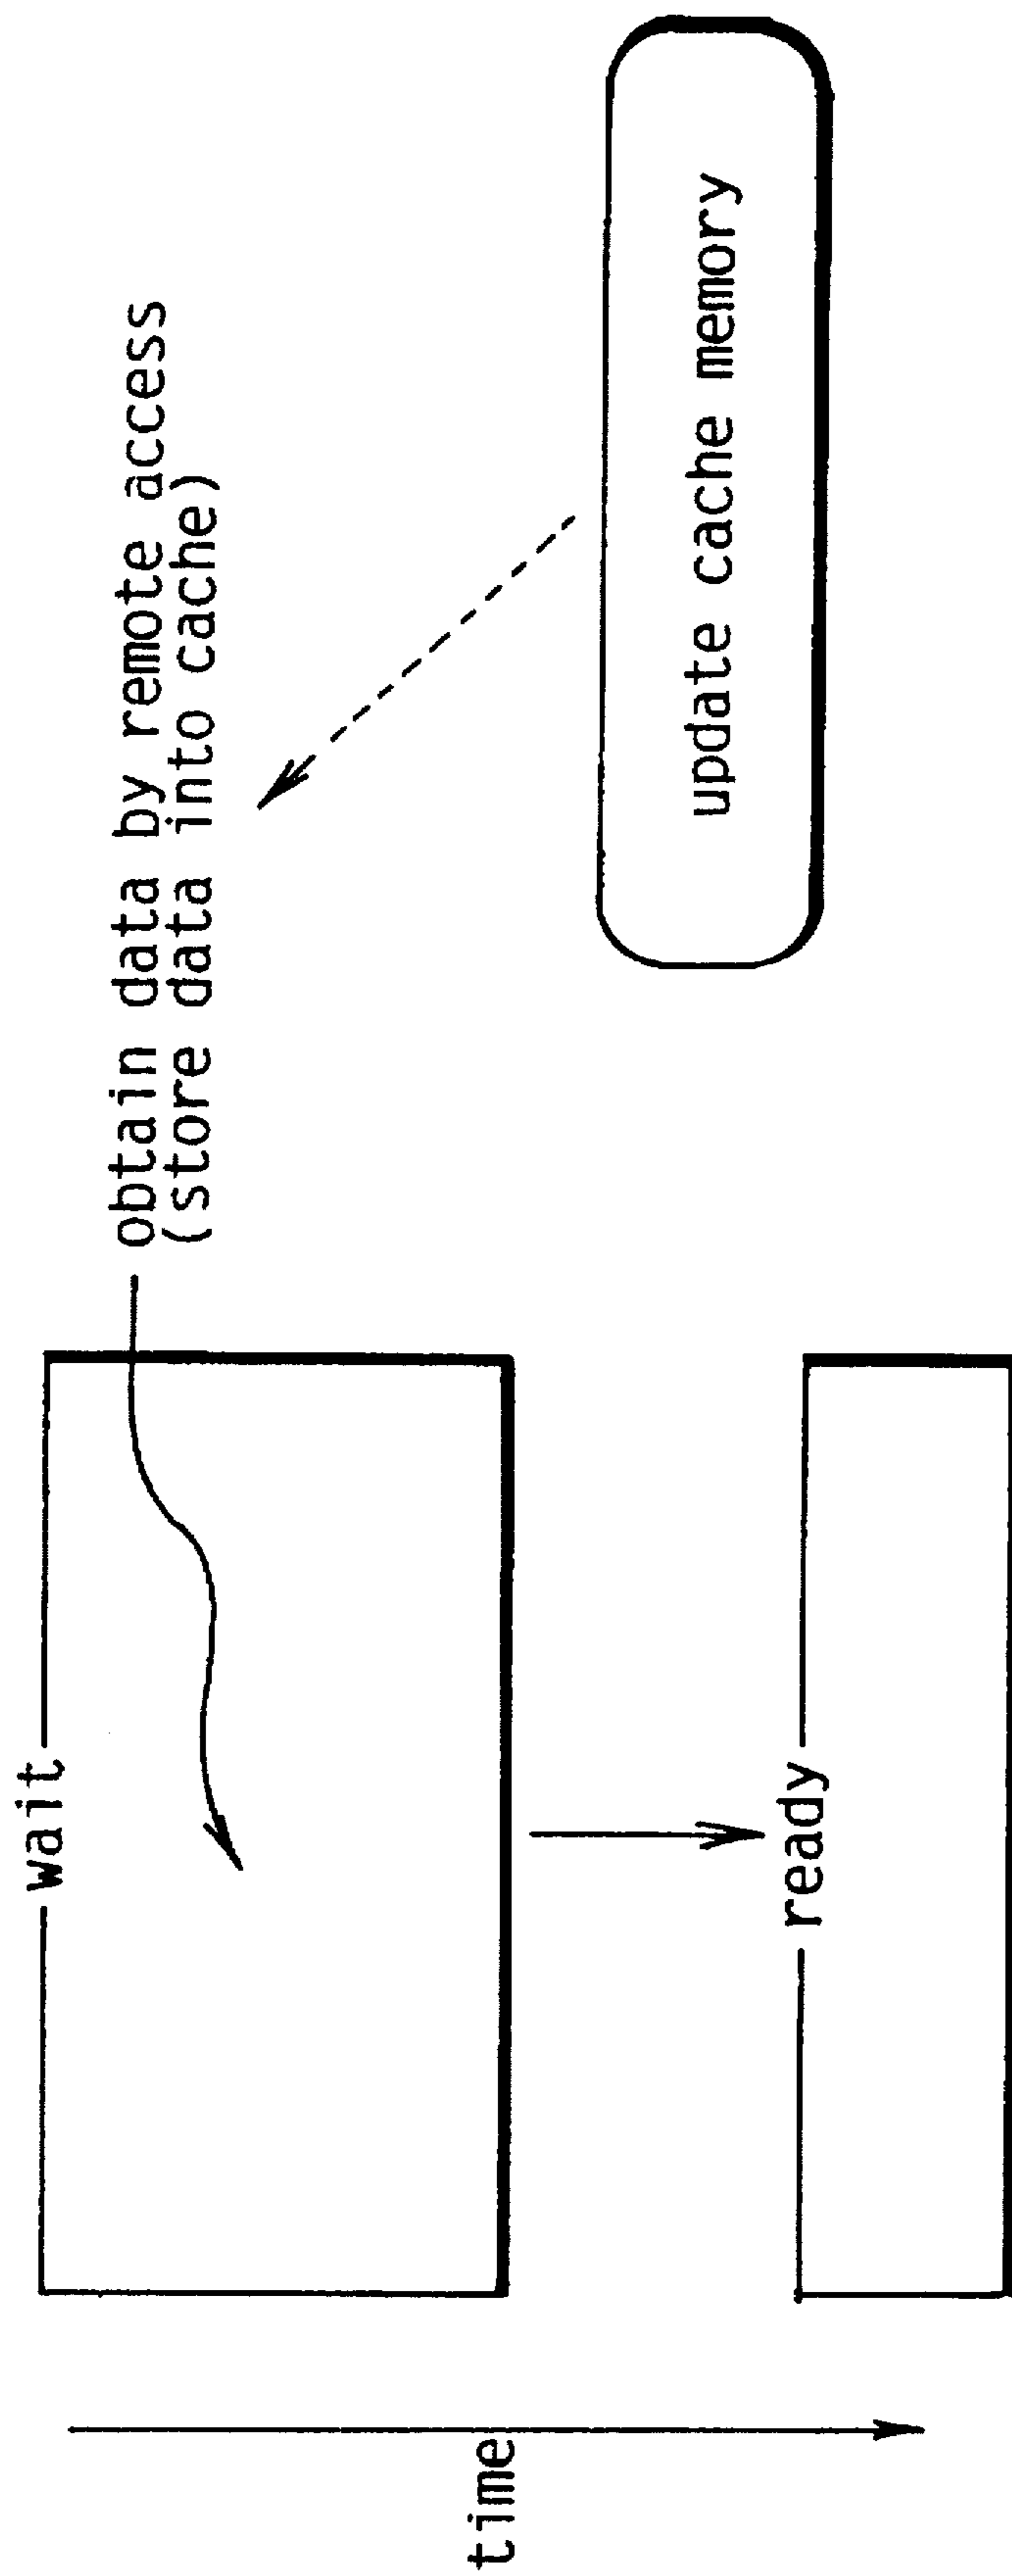 wait
obtain data by remote access
(store data into cache)
time
update cache memory
ready